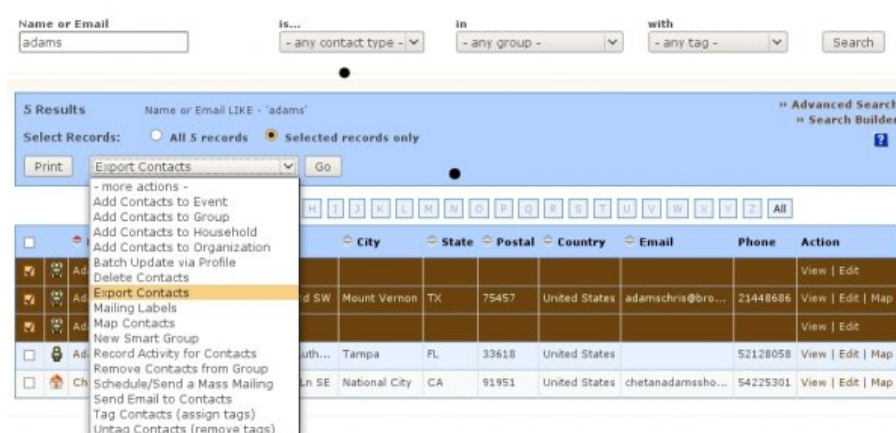 Name or Email is... in with
adams - any contact type - - any group - - any tag - Search
5 Results Name or Email LIKE - 'adams' » Advanced Search
» Search Builder
Select Records: All 5 records Selected records only ?
Print Export Contacts Go
- more actions -
Add Contacts to Event
Add Contacts to Group H I J K L M N O P Q R S T U V W X Y Z All
Add Contacts to Household
Add Contacts to Organization City State Postal Country Email Phone Action
Batch Update via Profile
Delete Contacts Ad View | Edit
Export Contacts Ad rd SW Mount Vernon TX 75457 United States adamschris@bro... 21448686 View | Edit | Map
Mailing Labels
Map Contacts Ad View | Edit
New Smart Group
Record Activity for Contacts Ad uth... Tampa FL 33618 United States 52128058 View | Edit | Map
Remove Contacts from Group
Schedule/Send a Mass Mailing Ch Ln SE National City CA 91951 United States chetanadamssho... 54225301 View | Edit | Map
Send Email to Contacts
Tag Contacts (assign tags)
Untag Contacts (remove tags)